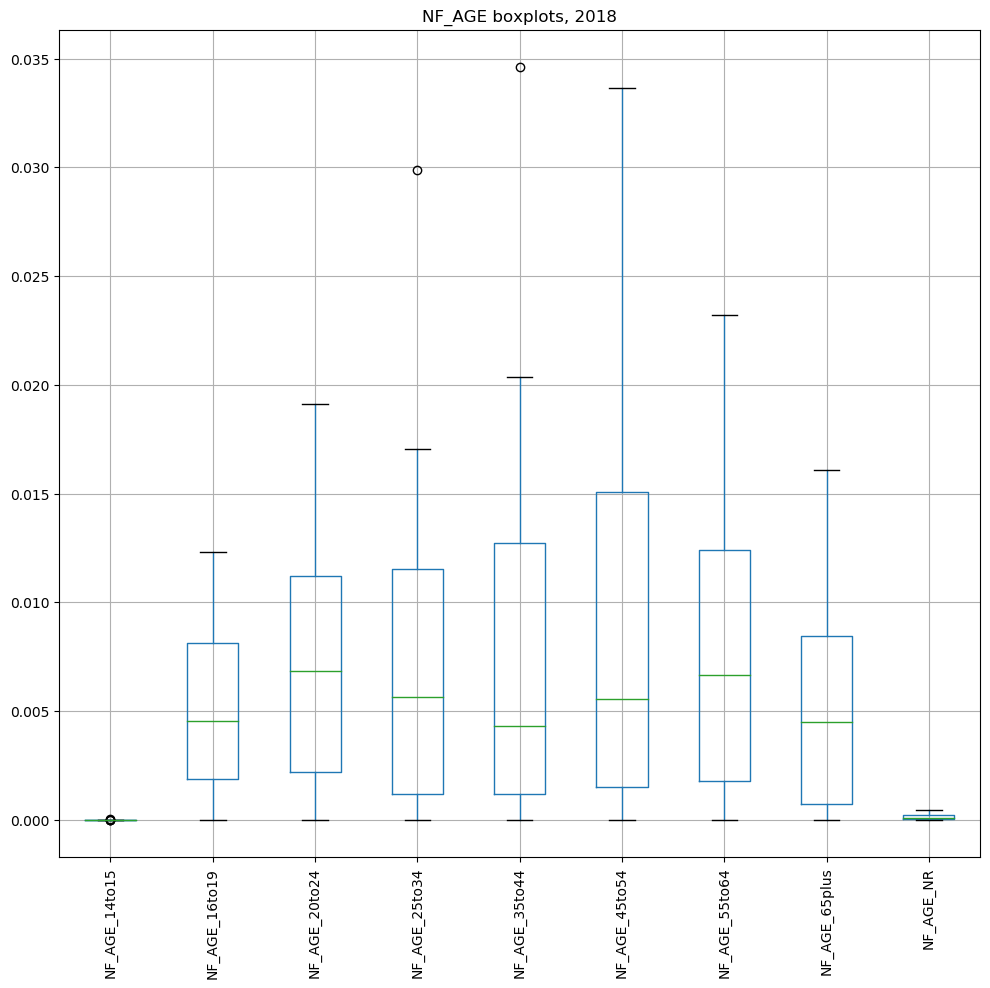 NF_AGE boxplots, 2018
0.035
0.030
0.025
0.020
0.015
0.010
0.005
0.000
NF_AGE_14to15
NF_AGE_16to19
NF_AGE_20to24
NF_AGE_25to34
NF_AGE_35to44
NF_AGE_45to54
NF_AGE_55to64
NF_AGE_65plus
NF_AGE_NR